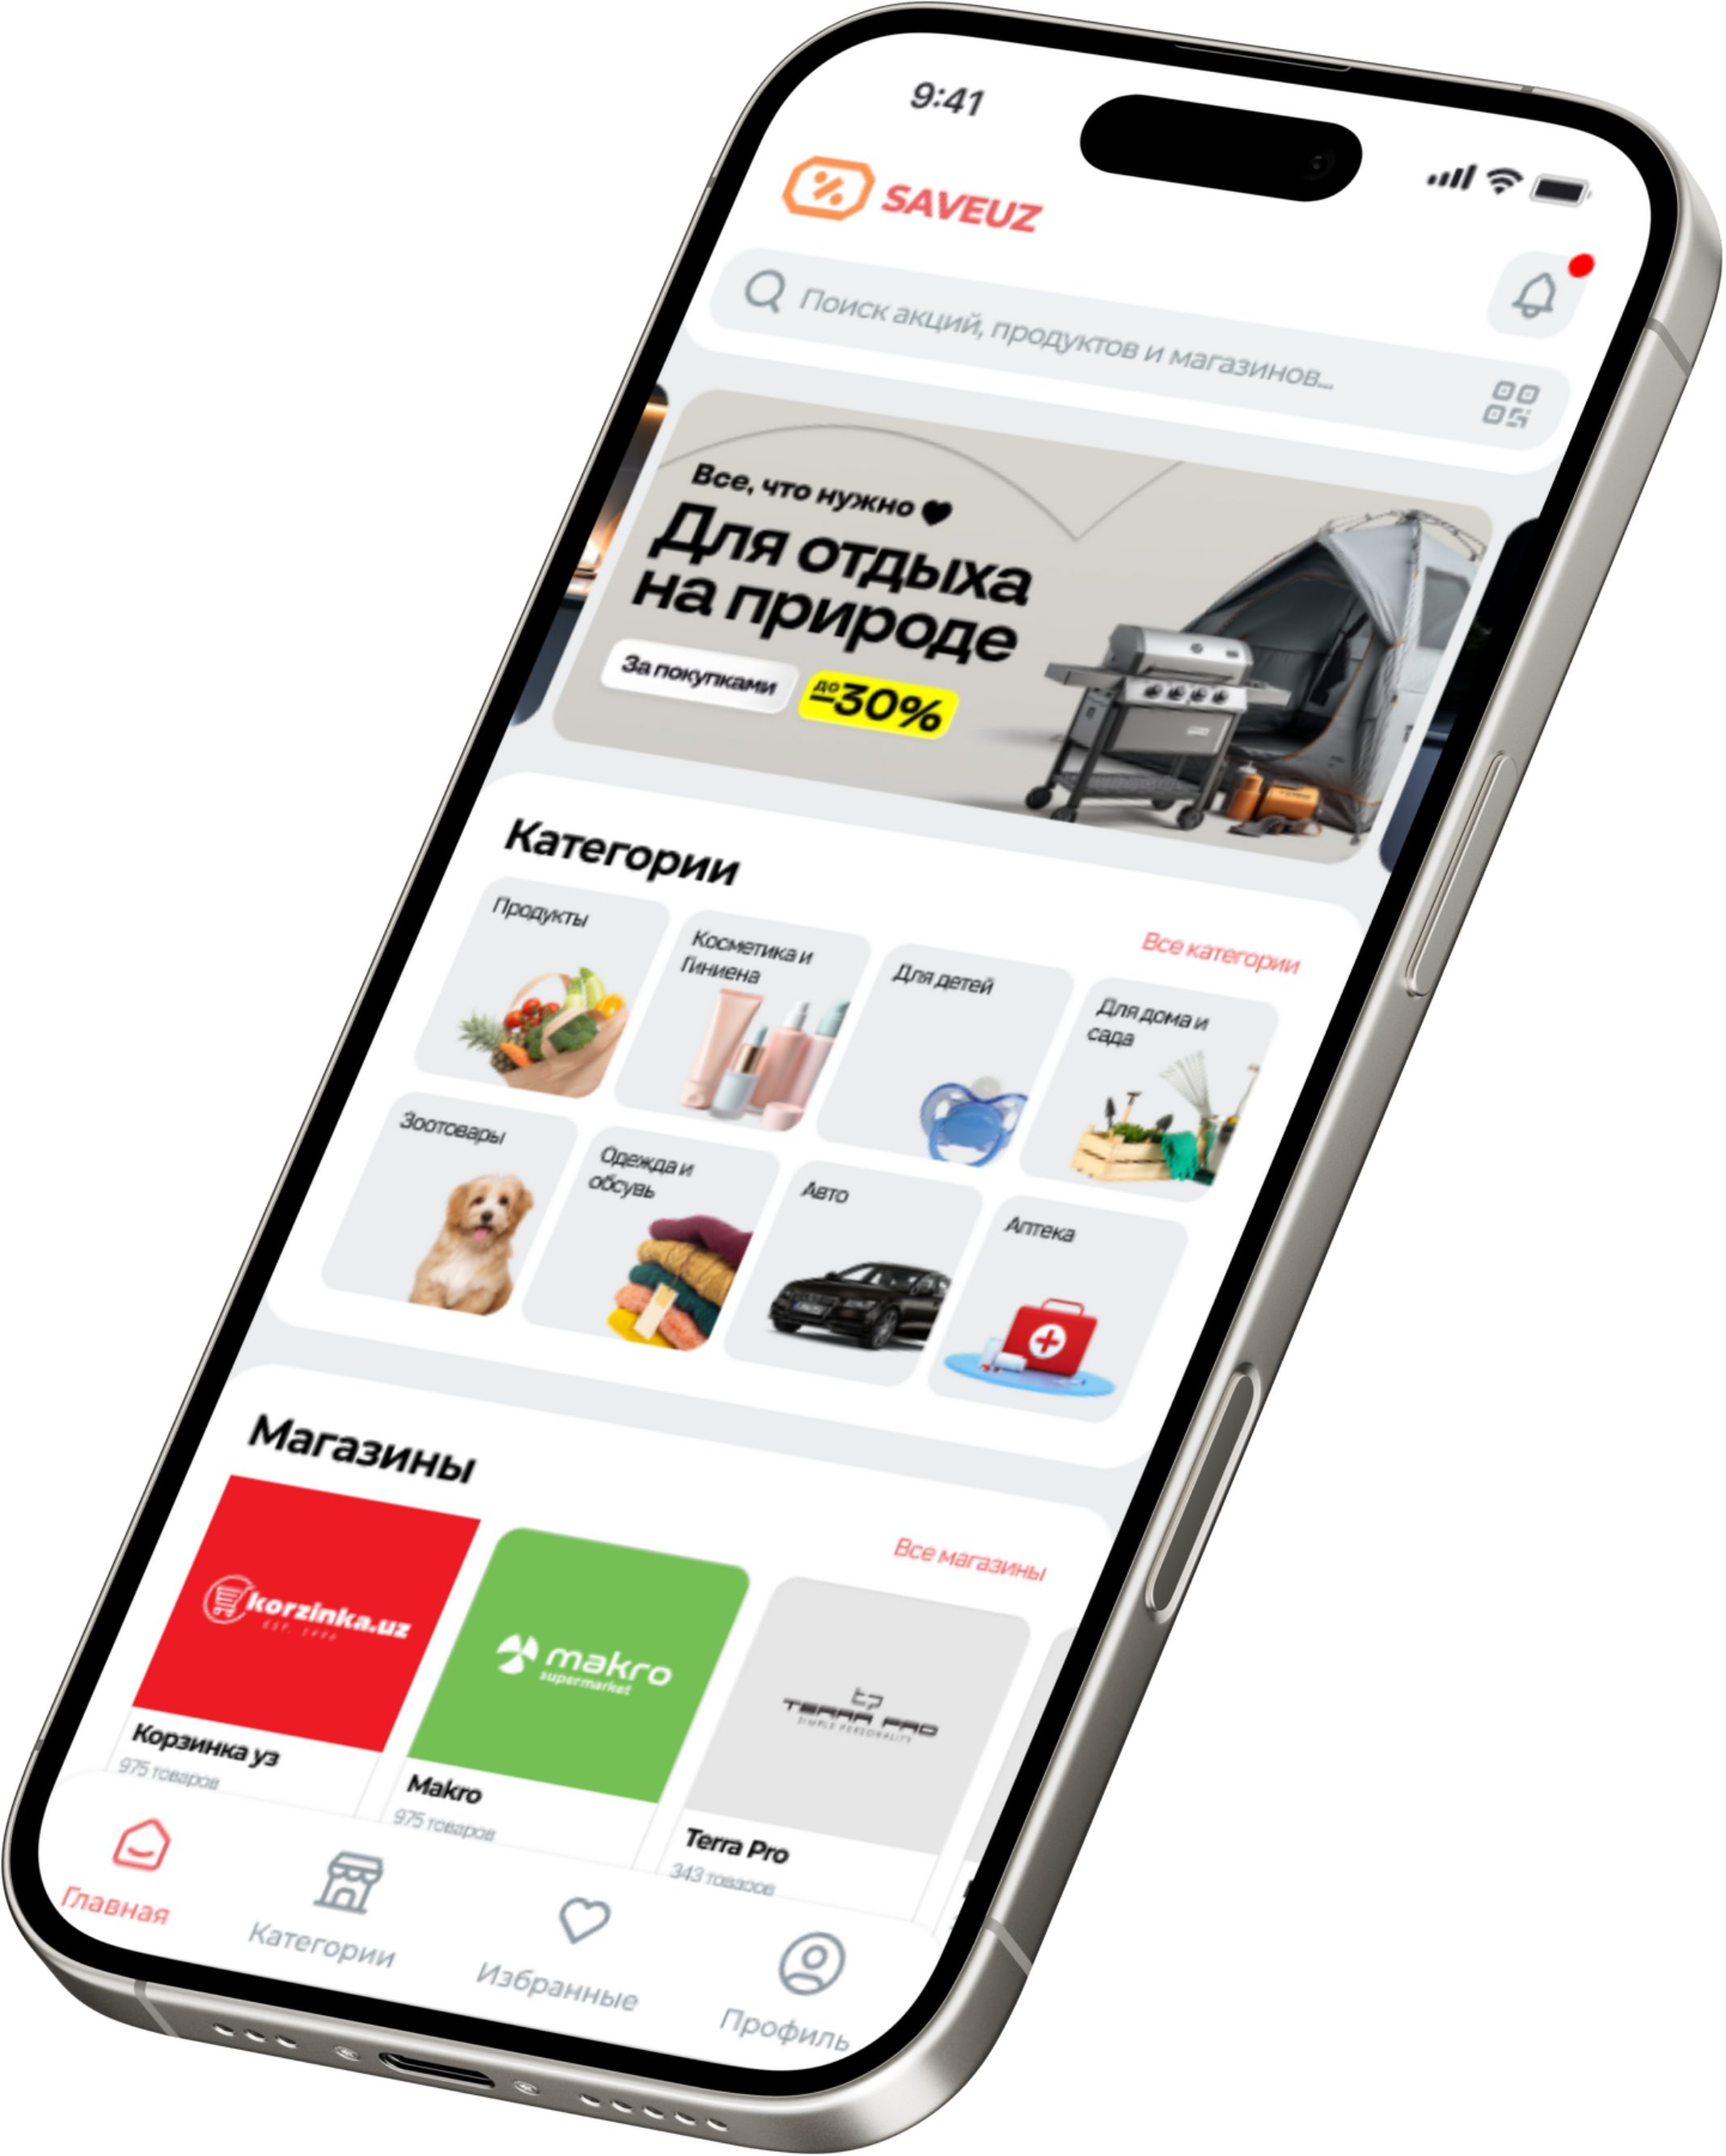 9:41
SAVEUZ
Поиск акций, продуктов и магазинов...
Все, что нужно
Для отдыха
на природе
За покупками
до
-30%
Категории
Все категории
Продукты
Косметика и
Гиниена
Для детей
Для дома и
сада
Зоотовары
Одежда и
обсувь
Авто
Аптека
Магазины
Все магазины
korzinka.uz
EST. 1996
makro
supermarket
TERRA PRO
SIMPLE PERSONALITY
Корзинка уз
975 товаров
Makro
975 товаров
Terra Pro
343 товаров
Главная
Категории
Избранные
Профиль